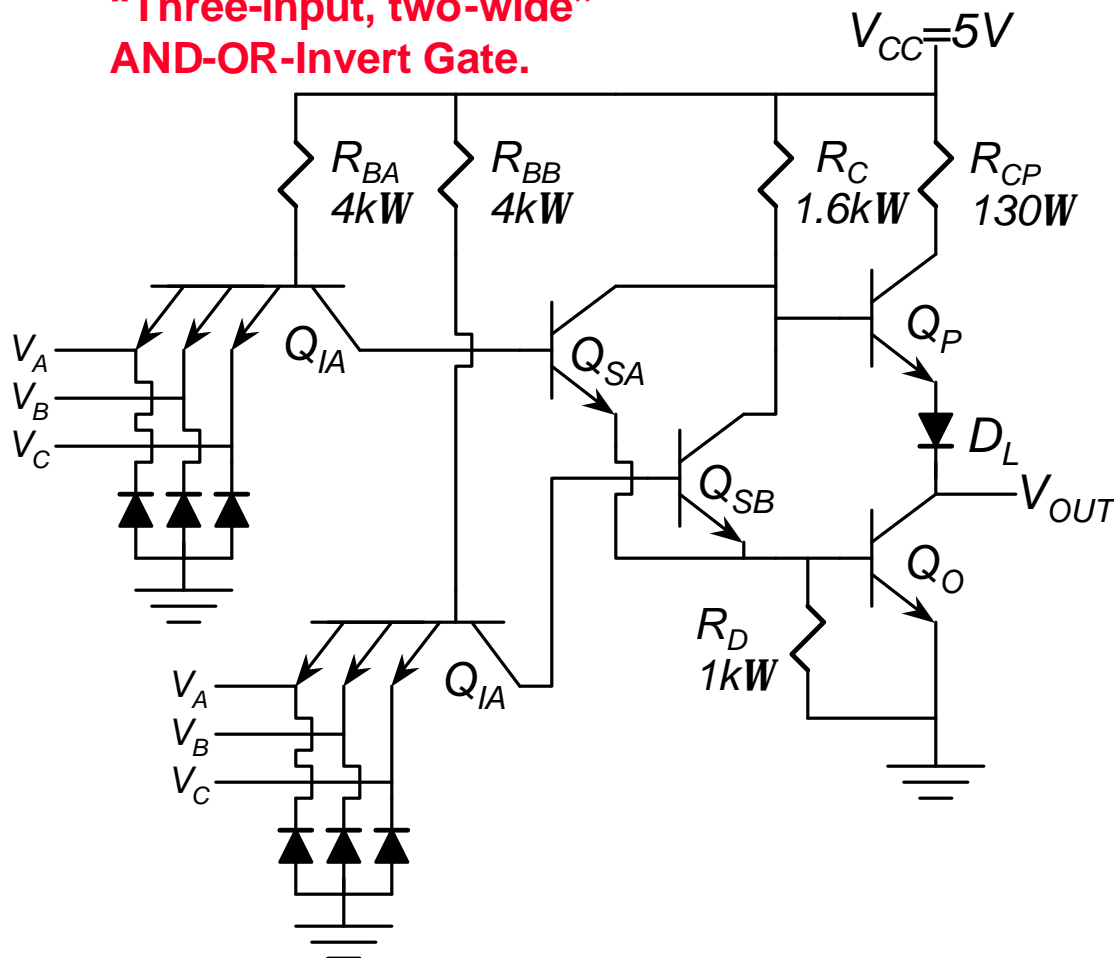 “Three-input, two-wide”
AND-OR-Invert Gate.
V_CC=5V
R_BA
4kW
R_BB
4kW
R_C
1.6kW
R_CP
130W
Q_IA
Q_SA
Q_P
V_A
V_B
V_C
Q_SB
D_L
V_OUT
Q_O
R_D
1kW
Q_IA
V_A
V_B
V_C